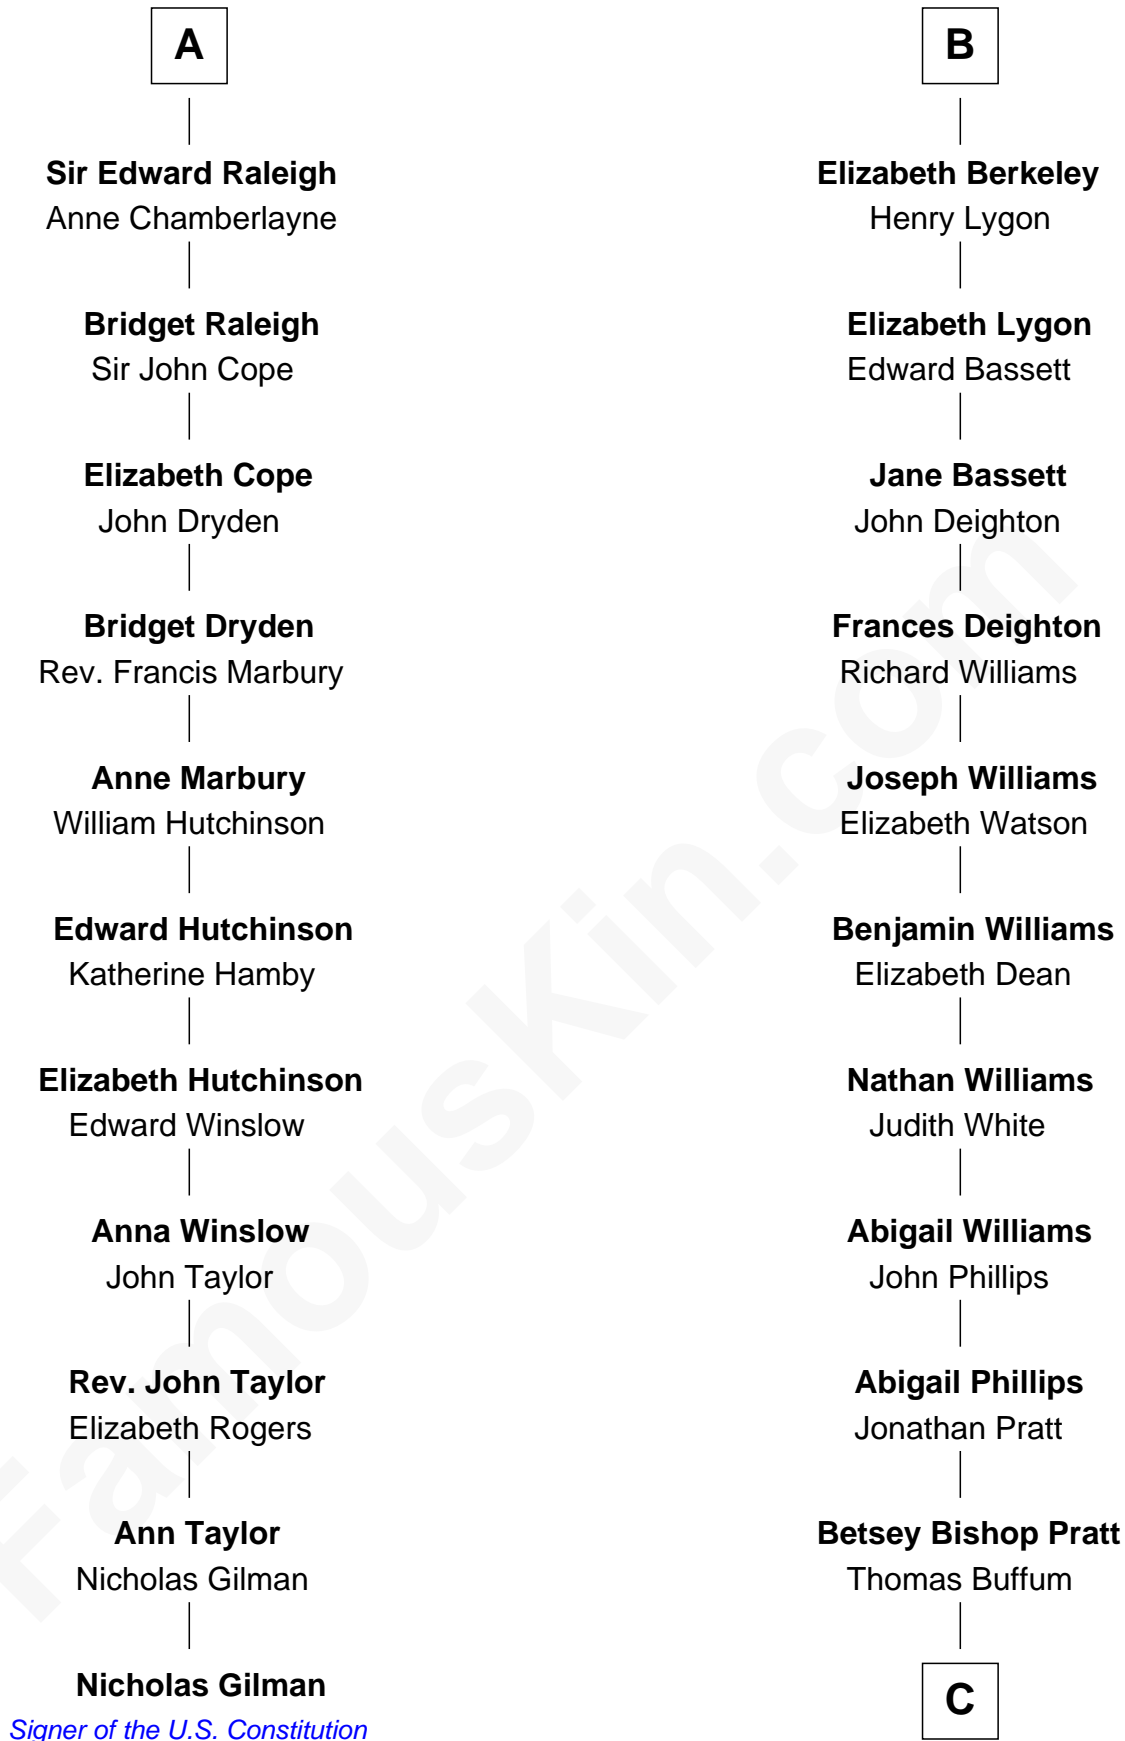 A
Sir Edward Raleigh
Anne Chamberlayne
Bridget Raleigh
Sir John Cope
Elizabeth Cope
John Dryden
Bridget Dryden
Rev. Francis Marbury
Anne Marbury
William Hutchinson
Edward Hutchinson
Katherine Hamby
Elizabeth Hutchinson
Edward Winslow
Anna Winslow
John Taylor
Rev. John Taylor
Elizabeth Rogers
Ann Taylor
Nicholas Gilman
Nicholas Gilman
Signer of the U.S. Constitution
B
Elizabeth Berkeley
Henry Lygon
Elizabeth Lygon
Edward Bassett
Jane Bassett
John Deighton
Frances Deighton
Richard Williams
Joseph Williams
Elizabeth Watson
Benjamin Williams
Elizabeth Dean
Nathan Williams
Judith White
Abigail Williams
John Phillips
Abigail Phillips
Jonathan Pratt
Betsey Bishop Pratt
Thomas Buffum
C
FamousKin.com